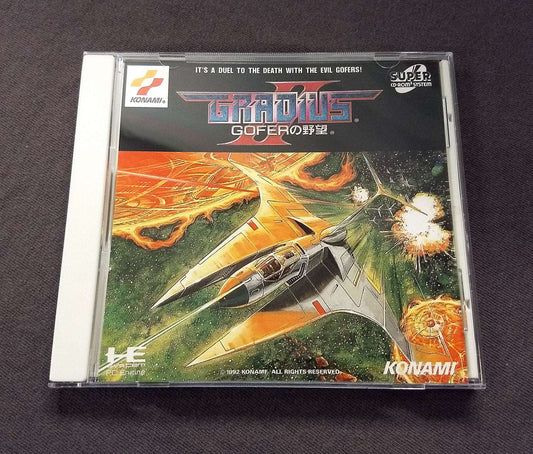 IT'S A DUEL TO THE DEATH WITH THE EVIL GOFERS!
KONAMI®
SUPER
CD-ROM² SYSTEM
GRADIUS
II
GOFERの野望®
HE
SYSTEM
PC Engine
© 1992 KONAMI. ALL RIGHTS RESERVED.
KONAMI